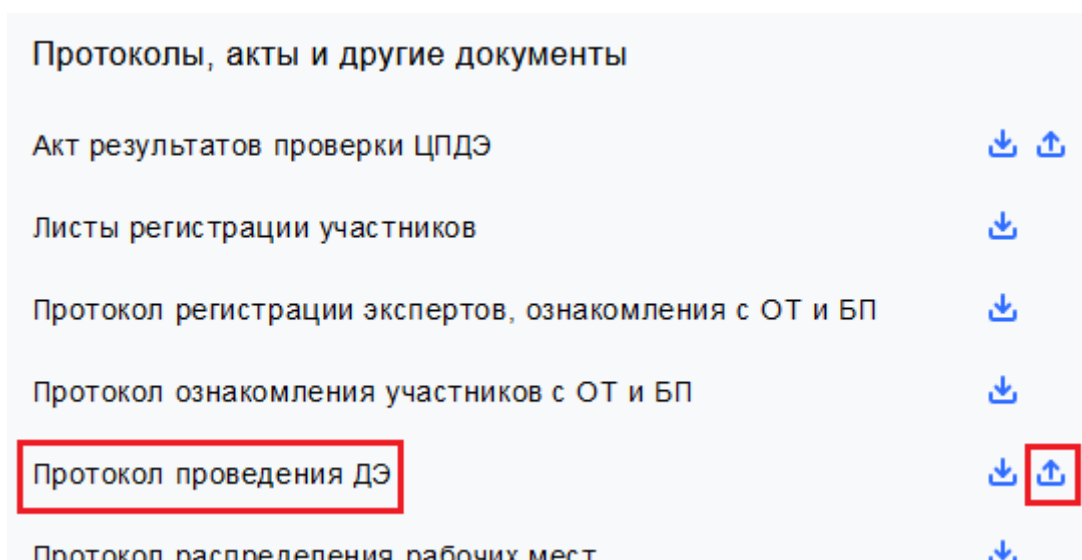 Протоколы, акты и другие документы
Акт результатов проверки ЦПДЭ
Листы регистрации участников
Протокол регистрации экспертов, ознакомления с ОТ и БП
Протокол ознакомления участников с ОТ и БП
Протокол проведения ДЭ
Протокол распределения рабочих мест